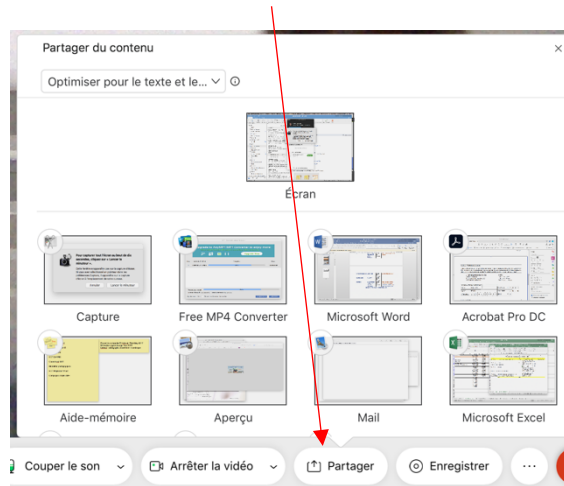 Partager du contenu
Optimiser pour le texte et le...
Écran
Capture
Free MP4 Converter
Microsoft Word
Acrobat Pro DC
Aide-mémoire
Aperçu
Mail
Microsoft Excel
Couper le son
Arrêter la vidéo
Partager
Enregistrer